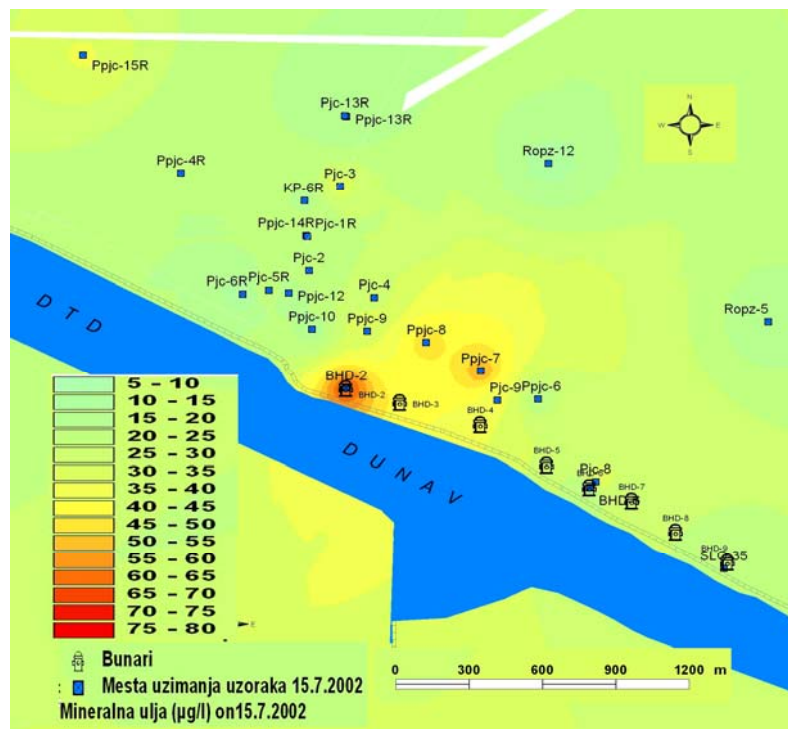 Ppjc-15R
Pjc-13R
Ppjc-13R
N
W E
S
Ropz-12
Ppjc-4R
Pjc-3
KP-6R
Ppjc-14R Pjc-1R
Pjc-2
Pjc-6R
Pjc-5R
Ppjc-12
Pjc-4
Ppjc-10
Ppjc-9
Ppjc-8
Ropz-5
DTD
Ppjc-7
BHD-2
BHD-2
BHD-3
Pjc-9
Ppjc-6
BHD-4
DUNAV
BHD-5
Pjc-8
BHD-7
BHD-8
BHD-9
5 - 10
10 - 15
15 - 20
20 - 25
25 - 30
30 - 35
35 - 40
40 - 45
45 - 50
50 - 55
55 - 60
60 - 65
65 - 70
70 - 75
75 - 80
E
Bunari
: Mesta uzimanja uzoraka 15.7.2002
Mineralna ulja (µg/l) on15.7.2002
0 300 600 900 1200 m